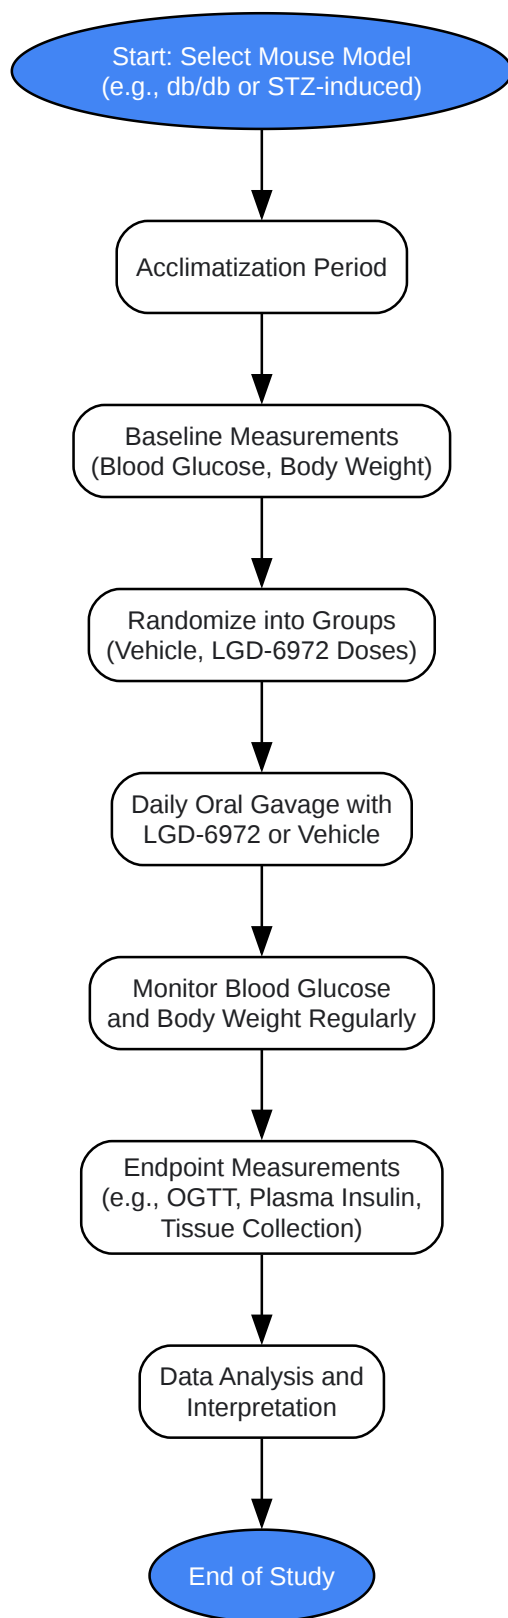 Start: Select Mouse Model
(e.g., db/db or STZ-induced)
Acclimatization Period
Baseline Measurements
(Blood Glucose, Body Weight)
Randomize into Groups
(Vehicle, LGD-6972 Doses)
Daily Oral Gavage with
LGD-6972 or Vehicle
Monitor Blood Glucose
and Body Weight Regularly
Endpoint Measurements
(e.g., OGTT, Plasma Insulin,
Tissue Collection)
Data Analysis and
Interpretation
End of Study